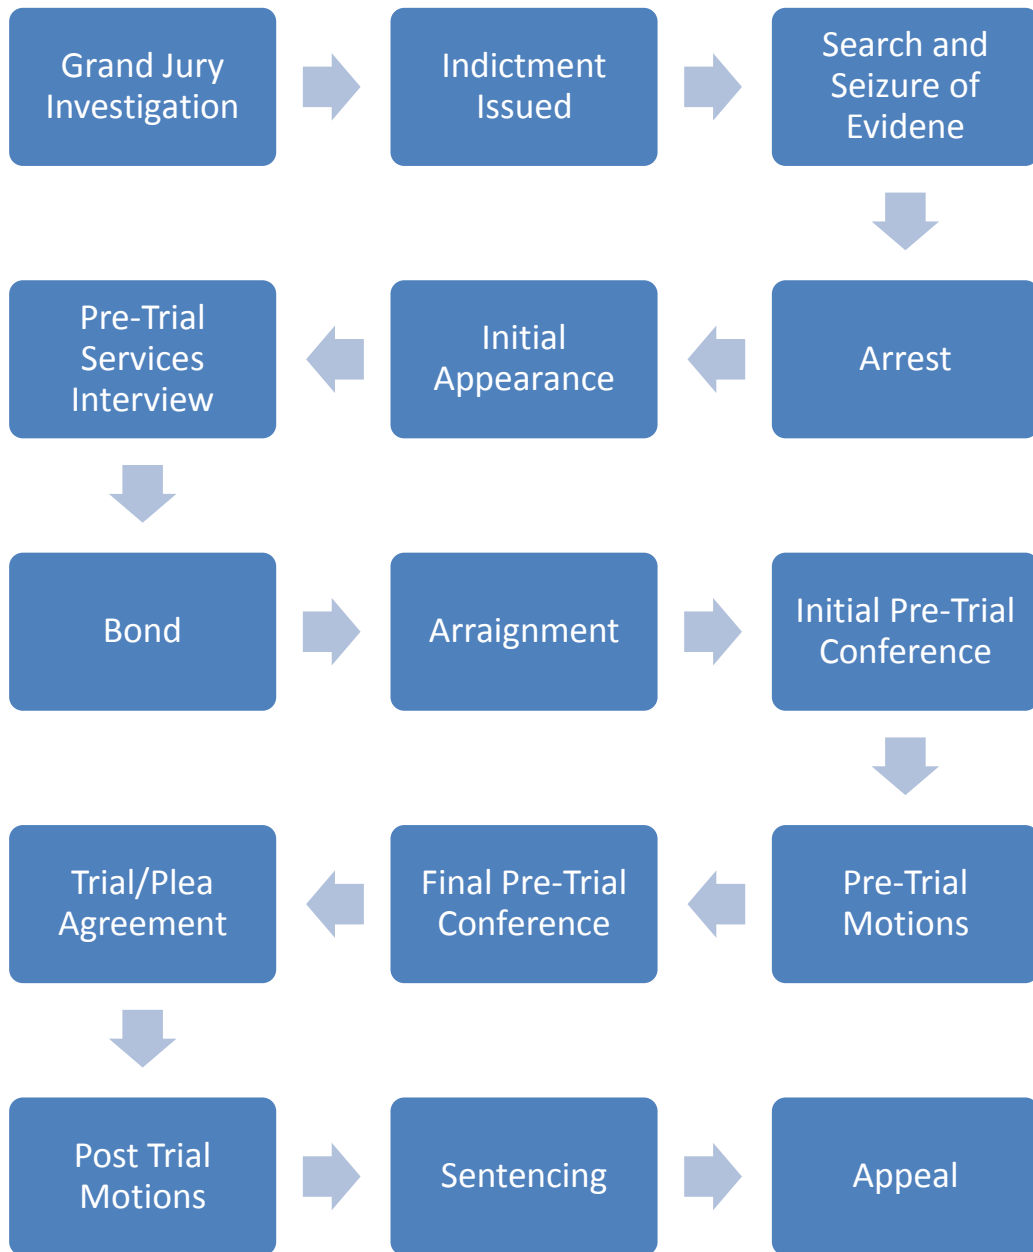 Grand Jury
Investigation
Indictment
Issued
Search and
Seizure of
Evidene
Arrest
Initial
Appearance
Pre-Trial
Services
Interview
Bond
Arraignment
Initial Pre-Trial
Conference
Pre-Trial
Motions
Final Pre-Trial
Conference
Trial/Plea
Agreement
Post Trial
Motions
Sentencing
Appeal